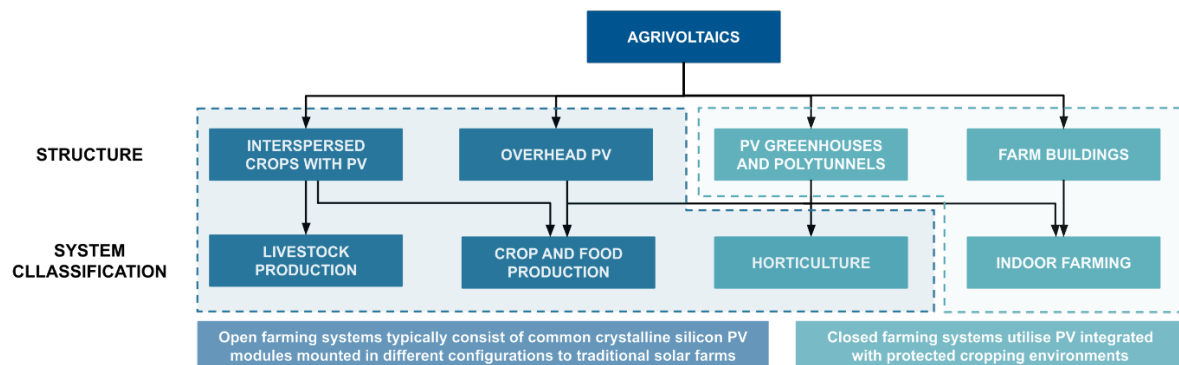 AGRIVOLTAICS
STRUCTURE
INTERSPERSED
CROPS WITH PV
OVERHEAD PV
PV GREENHOUSES
AND POLYTUNNELS
FARM BUILDINGS
SYSTEM
CLLASSIFICATION
LIVESTOCK
PRODUCTION
CROP AND FOOD
PRODUCTION
HORTICULTURE
INDOOR FARMING
Open farming systems typically consist of common crystalline silicon PV
modules mounted in different configurations to traditional solar farms
Closed farming systems utilise PV integrated
with protected cropping environments